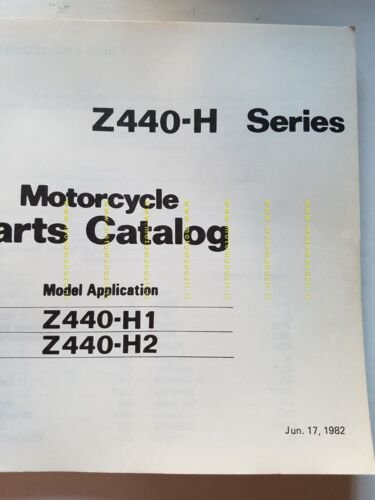 Z440-H Series
Motorcycle
arts Catalog
Model Application
Z440-H1
Z440-H2
Jun. 17, 1982